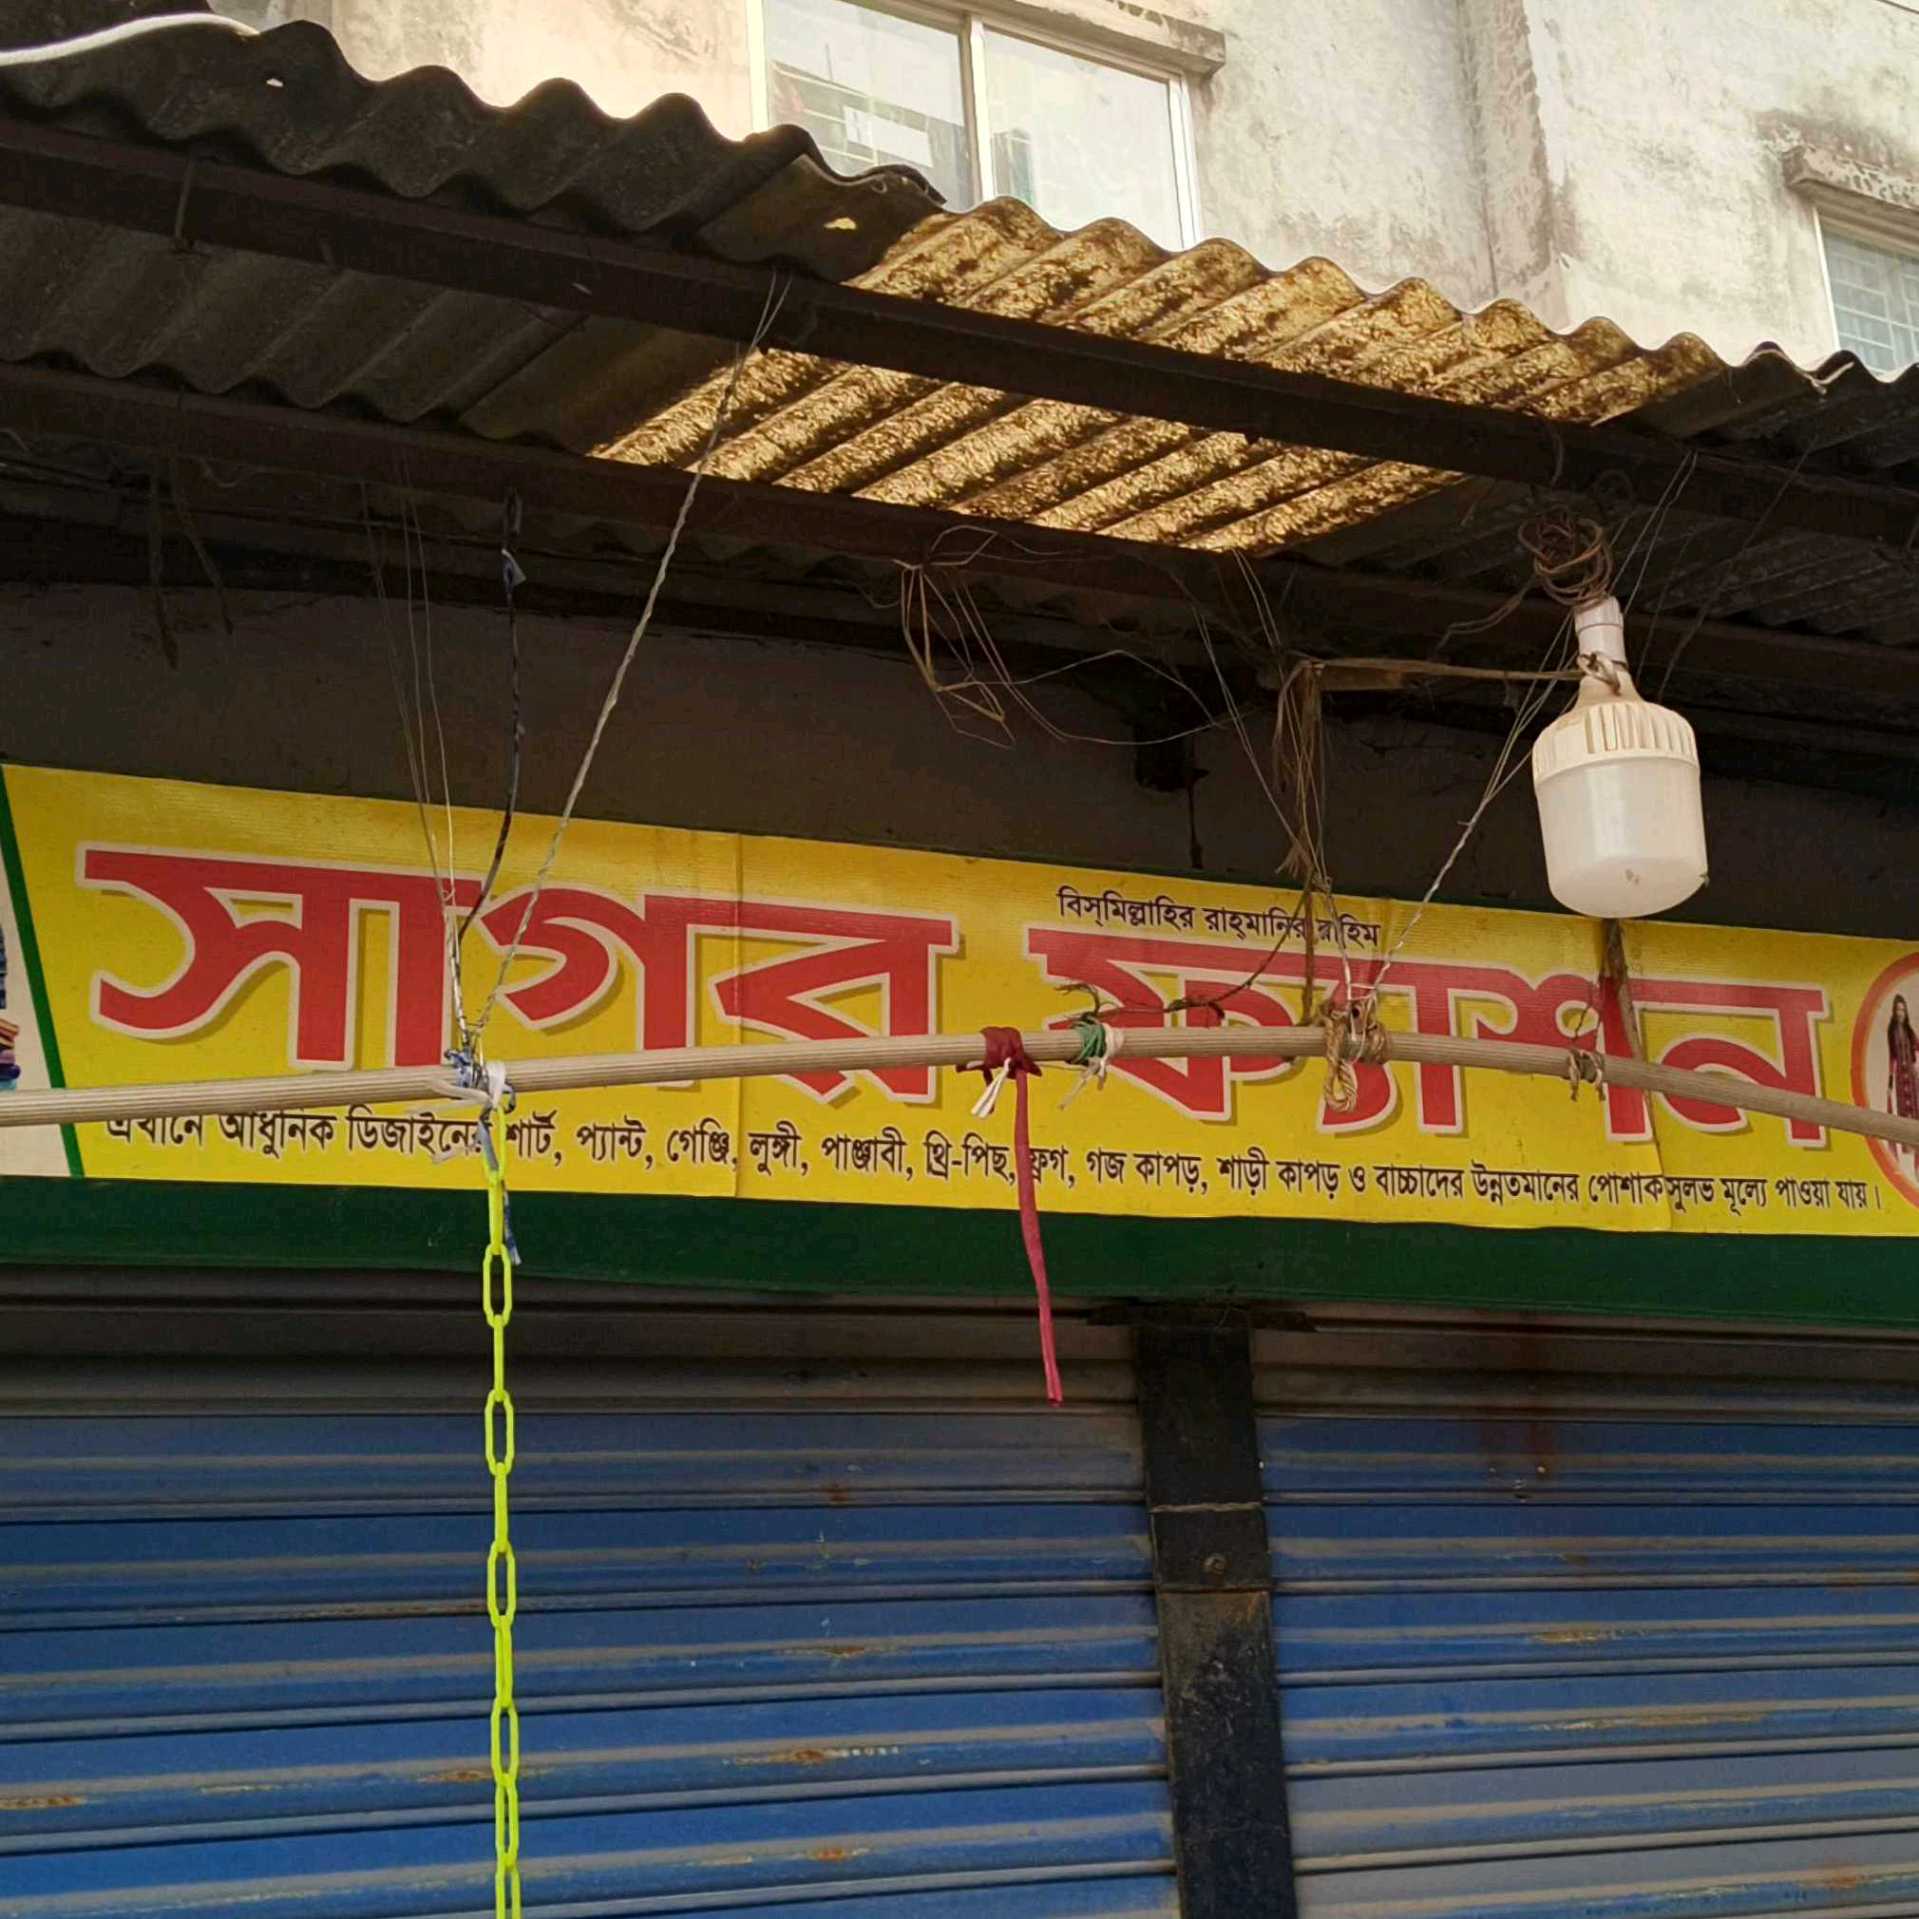 বিস্‌মিল্লাহির রাহ্‌মানির রাহিম
সাগর ফ্যাশন
এখানে আধুনিক ডিজাইনের শার্ট, প্যান্ট, গেঞ্জি, লুঙ্গী, পাঞ্জাবী, থ্রি-পিছ, ফ্রগ, গজ কাপড়, শাড়ী কাপড় ও বাচ্চাদের উন্নতমানের পোশাক সুলভ মূল্যে পাওয়া যায়।